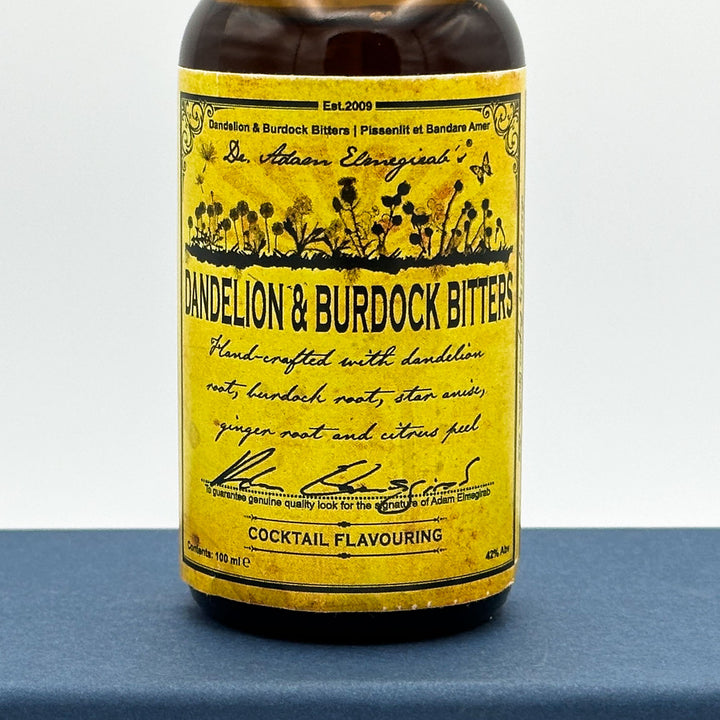 Est.2009
Dandelion & Burdock Bitters | Pissenlit et Bandare Amer
Dr. Adam Elmegirab's®
DANDELION & BURDOCK BITTERS
Hand-crafted with dandelion
root, burdock root, star anise,
ginger root and citrus peel
To guarantee genuine quality look for the signature of Adam Elmegirab
COCKTAIL FLAVOURING
Contents: 100 ml e
42% Abv